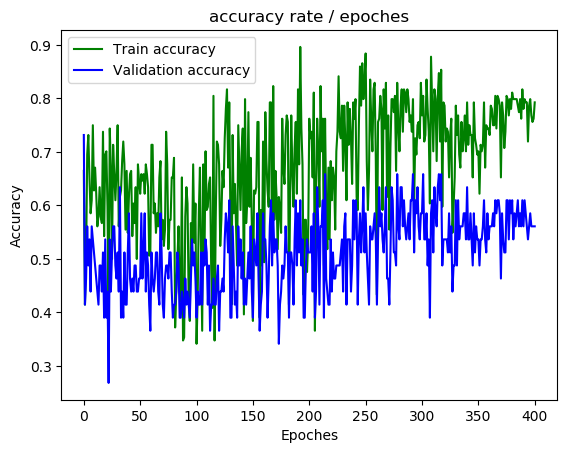 accuracy rate / epoches
Train accuracy
Validation accuracy
Accuracy
0.9
0.8
0.7
0.6
0.5
0.4
0.3
0 50 100 150 200 250 300 350 400
Epoches